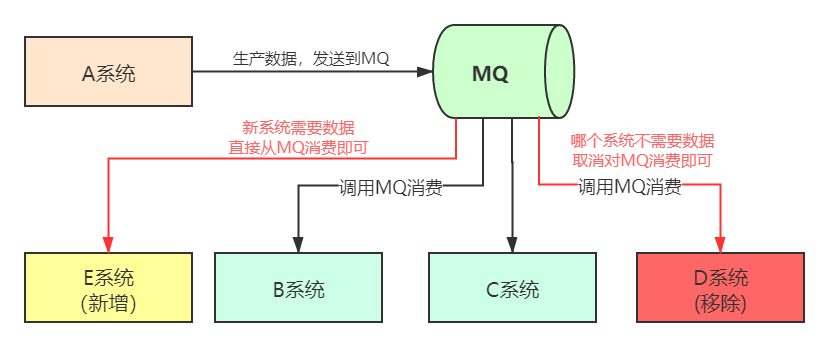 A系统
生产数据，发送到MQ
MQ
新系统需要数据
直接从MQ消费即可
哪个系统不需要数据
取消对MQ消费即可
调用MQ消费
调用MQ消费
E系统
(新增)
B系统
C系统
D系统
(移除)